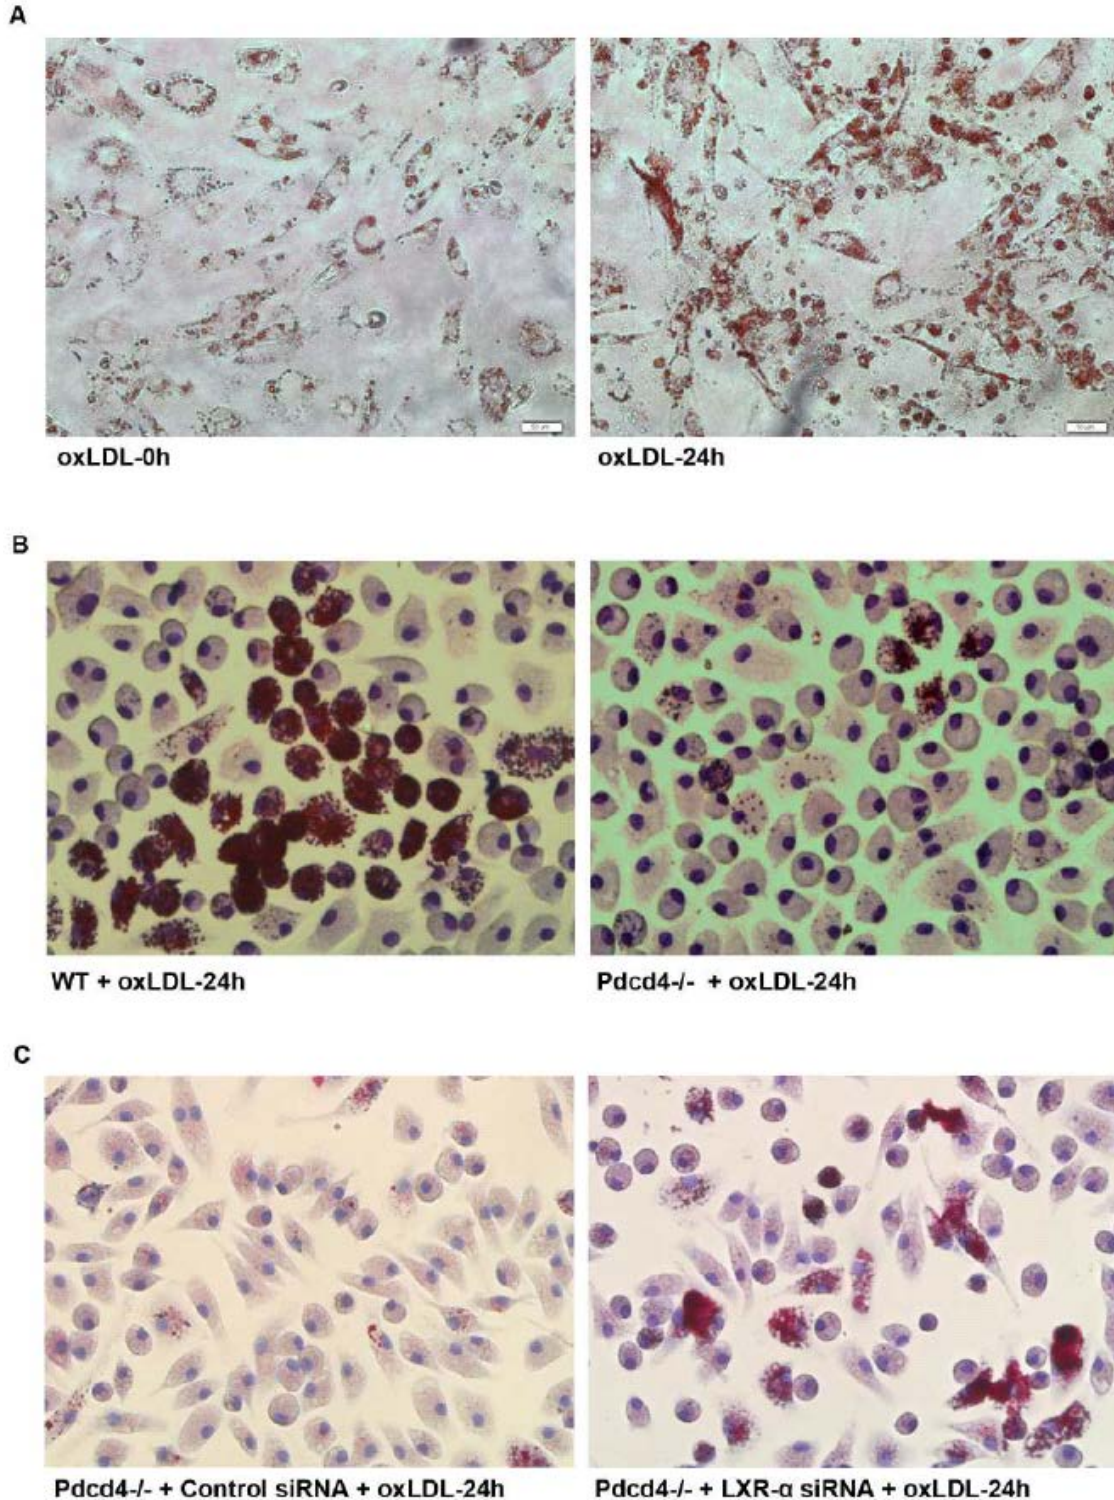 A
oxLDL-0h
oxLDL-24h
B
WT + oxLDL-24h
Pdcd4-/- + oxLDL-24h
C
Pdcd4-/- + Control siRNA + oxLDL-24h
Pdcd4-/- + LXR-α siRNA + oxLDL-24h